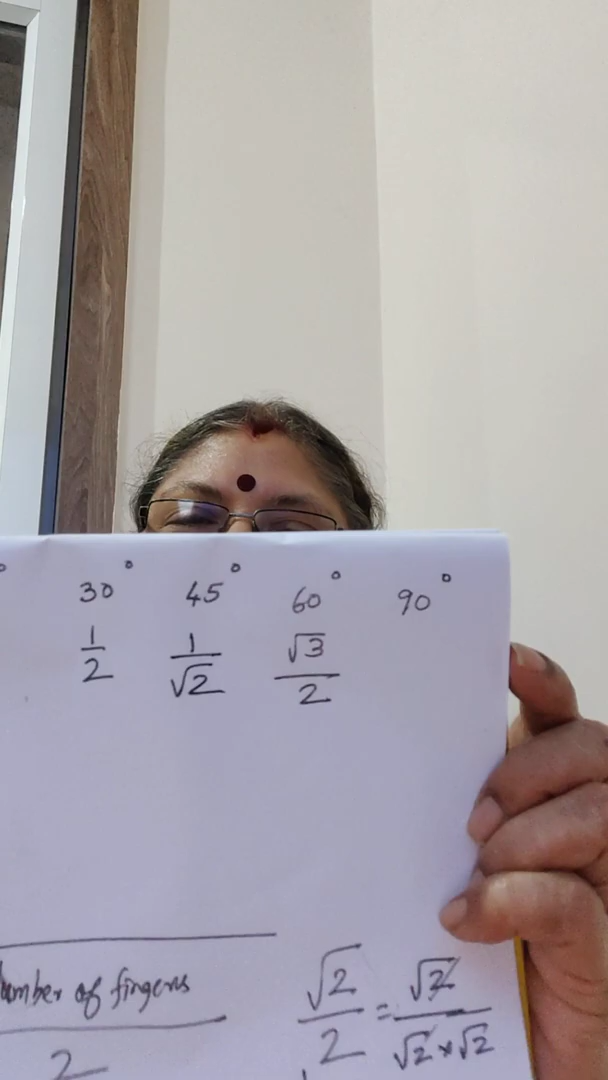 30° 45° 60° 90°
1/2 1/√2 √3/2
umber of fingers / 2
√2/2 = √2/(√2 × √2)